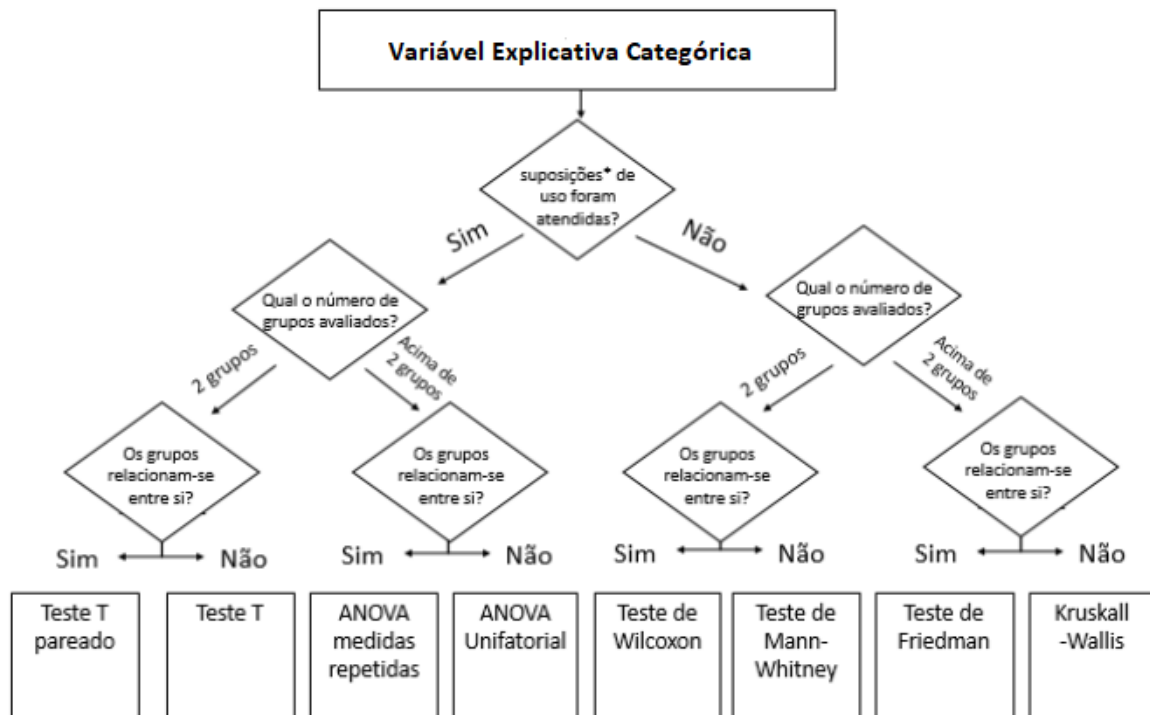 Variável Explicativa Categórica
suposições* de
uso foram
atendidas?
Sim
Não
Qual o número de
grupos avaliados?
Qual o número de
grupos avaliados?
2 grupos
Acima de
2 grupos
2 grupos
Acima de
2 grupos
Os grupos
relacionam-se
entre si?
Os grupos
relacionam-se
entre si?
Os grupos
relacionam-se
entre si?
Os grupos
relacionam-se
entre si?
Sim
Não
Sim
Não
Sim
Não
Sim
Não
Teste T
pareado
Teste T
ANOVA
medidas
repetidas
ANOVA
Unifatorial
Teste de
Wilcoxon
Teste de
Mann-
Whitney
Teste de
Friedman
Kruskall
-Wallis